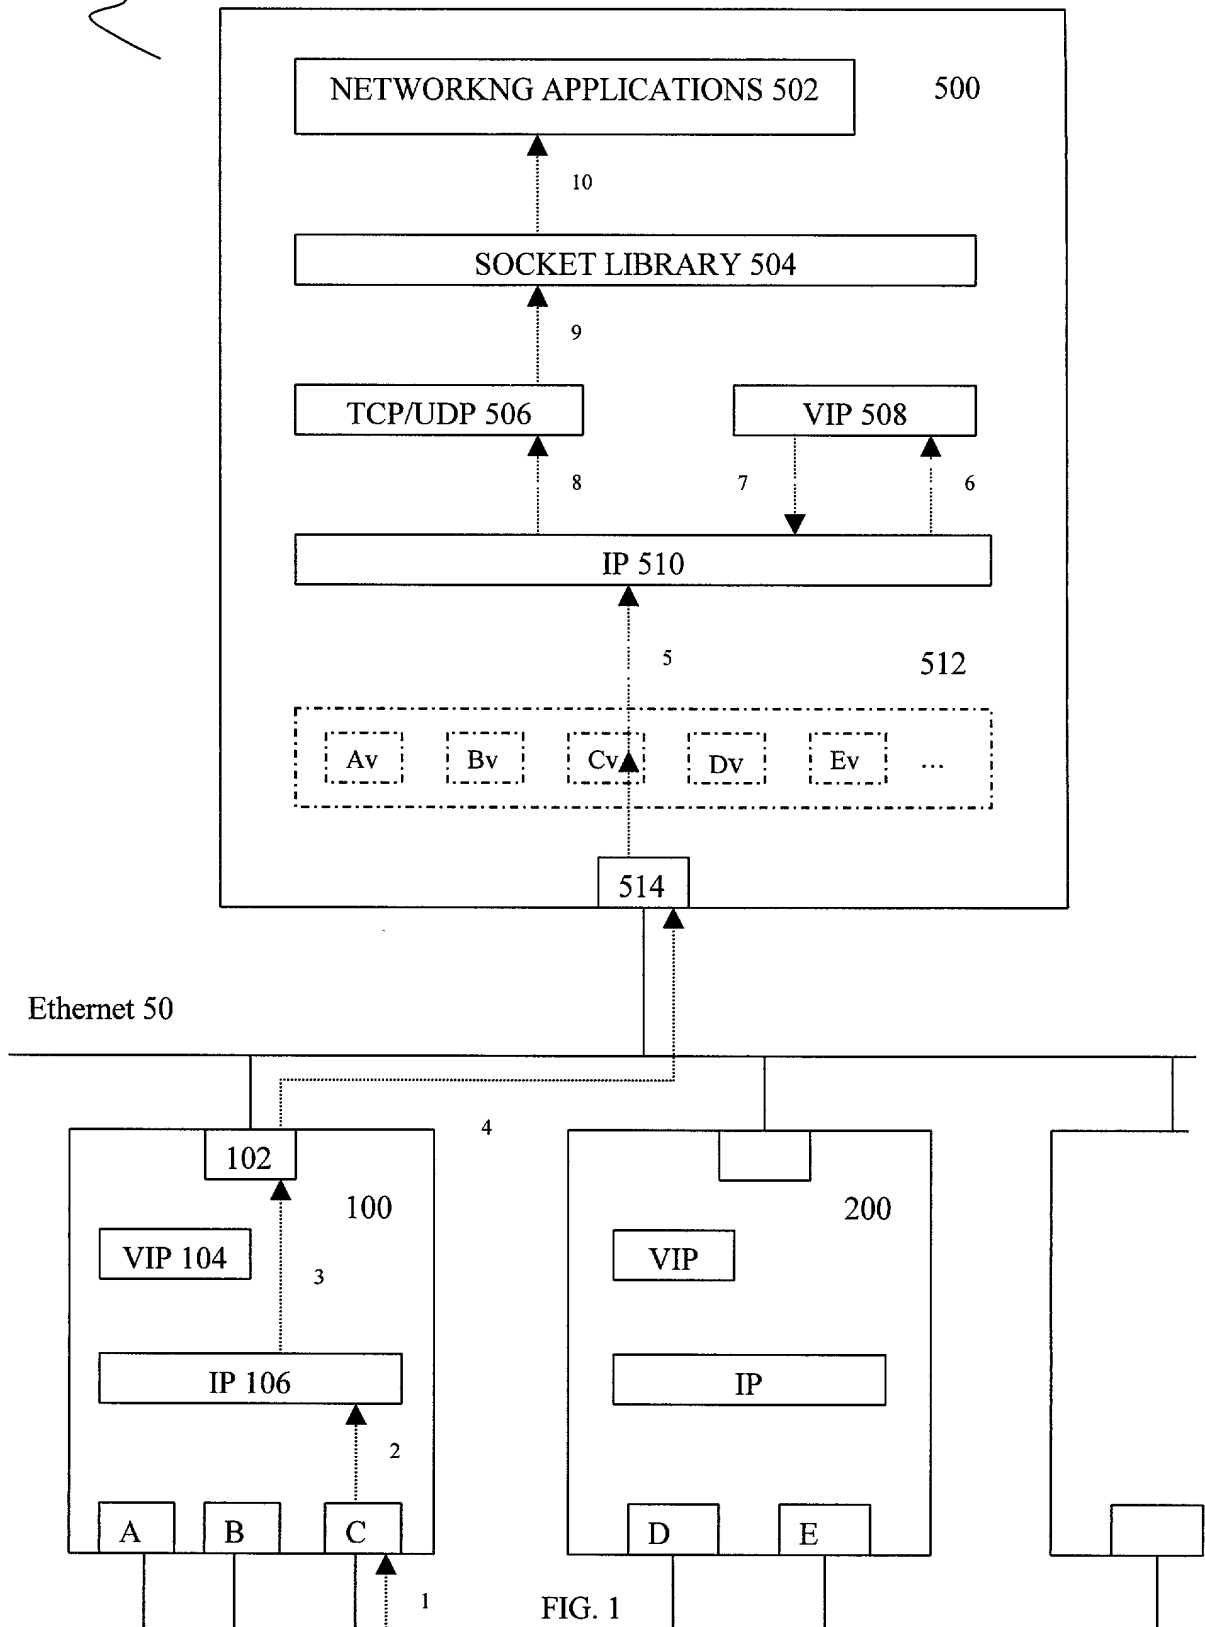 NETWORKNG APPLICATIONS 502
500
10
SOCKET LIBRARY 504
9
TCP/UDP 506
VIP 508
8
7
6
IP 510
5
512
Av
Bv
Cv
Dv
Ev
...
514
Ethernet 50
4
102
100
200
VIP 104
3
VIP
IP 106
IP
2
A
B
C
D
E
1
FIG. 1